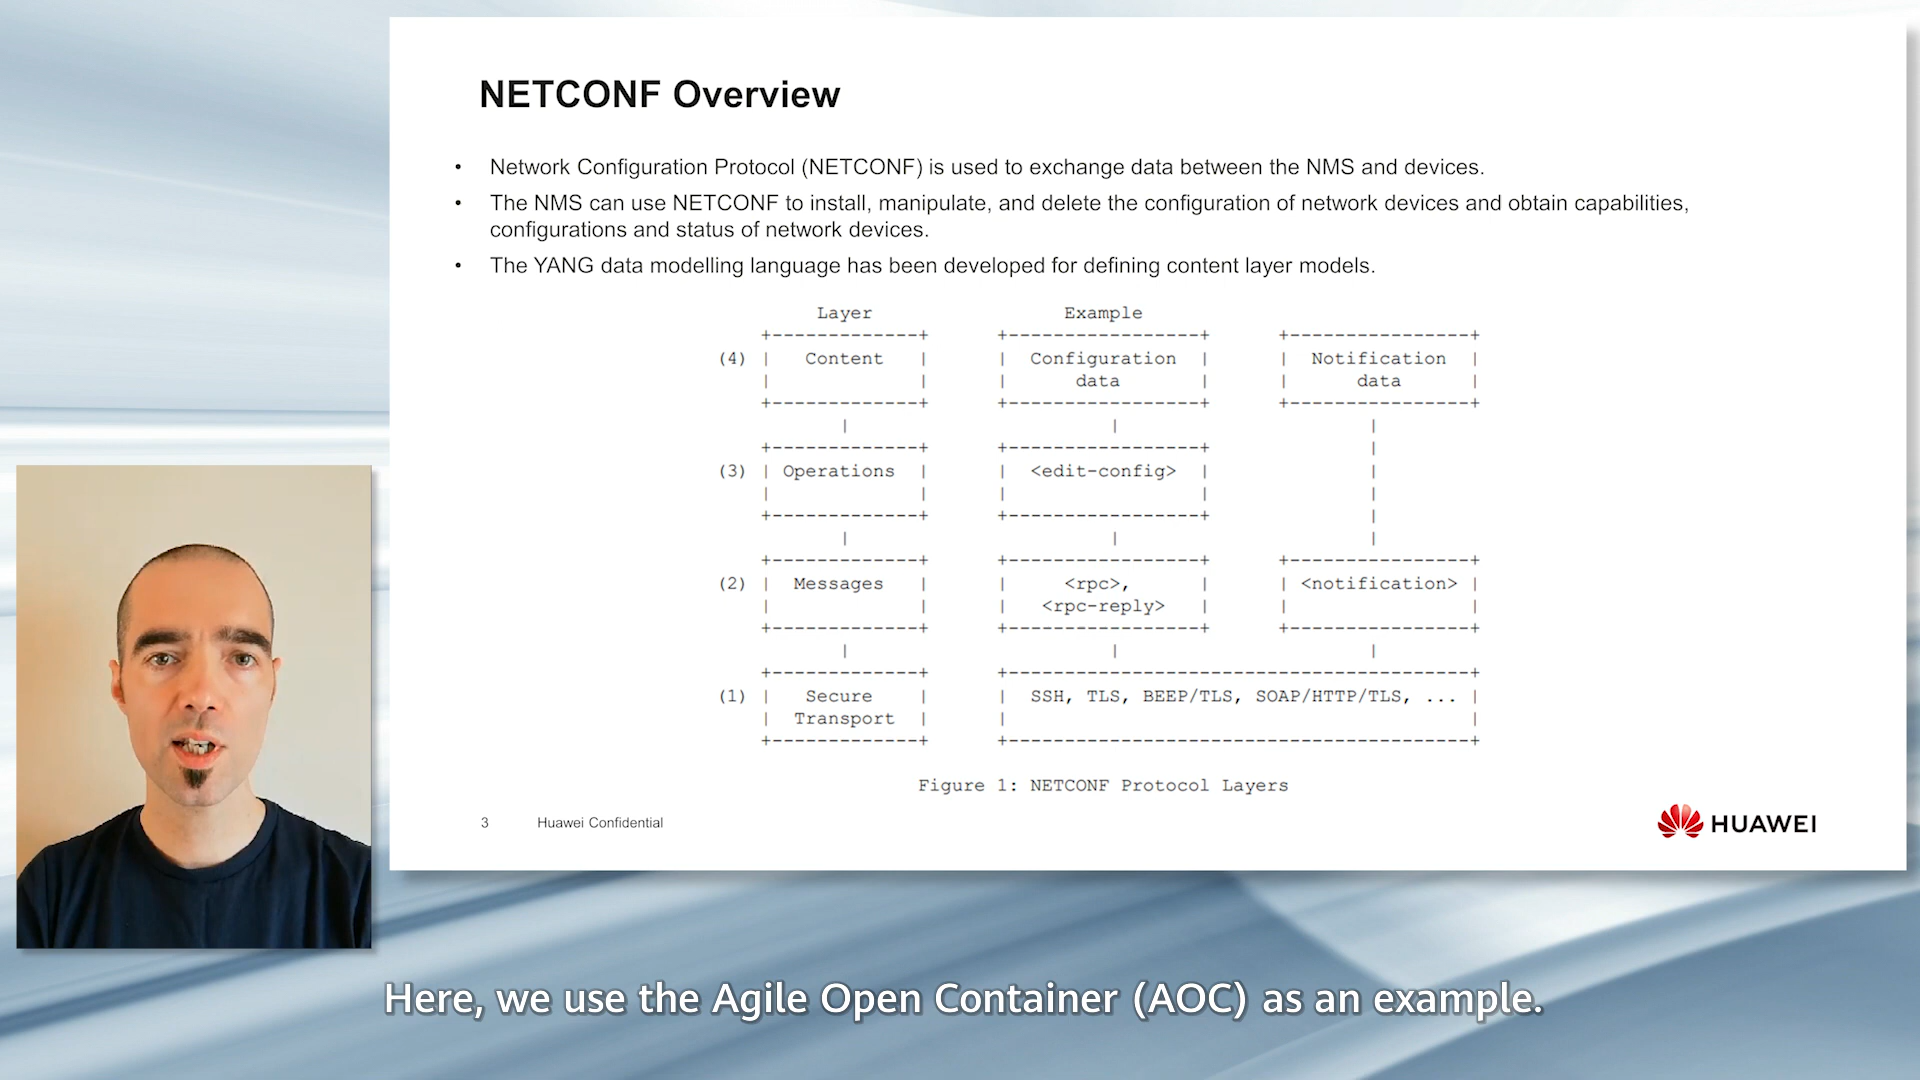 NETCONF Overview
• Network Configuration Protocol (NETCONF) is used to exchange data between the NMS and devices.
• The NMS can use NETCONF to install, manipulate, and delete the configuration of network devices and obtain capabilities,
configurations and status of network devices.
• The YANG data modelling language has been developed for defining content layer models.
Layer Example
(4) Content Configuration Notification
data data
(3) Operations <edit-config>
(2) Messages <rpc>, <notification>
<rpc-reply>
(1) Secure SSH, TLS, BEEP/TLS, SOAP/HTTP/TLS, ...
Transport
Figure 1: NETCONF Protocol Layers
3 Huawei Confidential
HUAWEI
Here, we use the Agile Open Container (AOC) as an example.